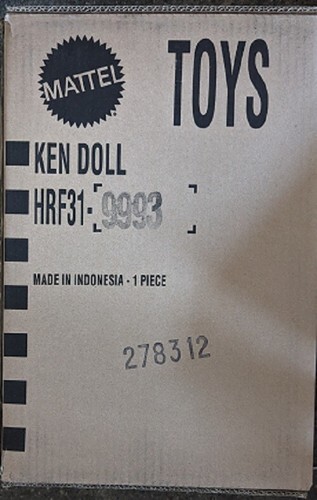 MATTEL
TOYS
KEN DOLL
HRF31-9993
MADE IN INDONESIA - 1 PIECE
278312